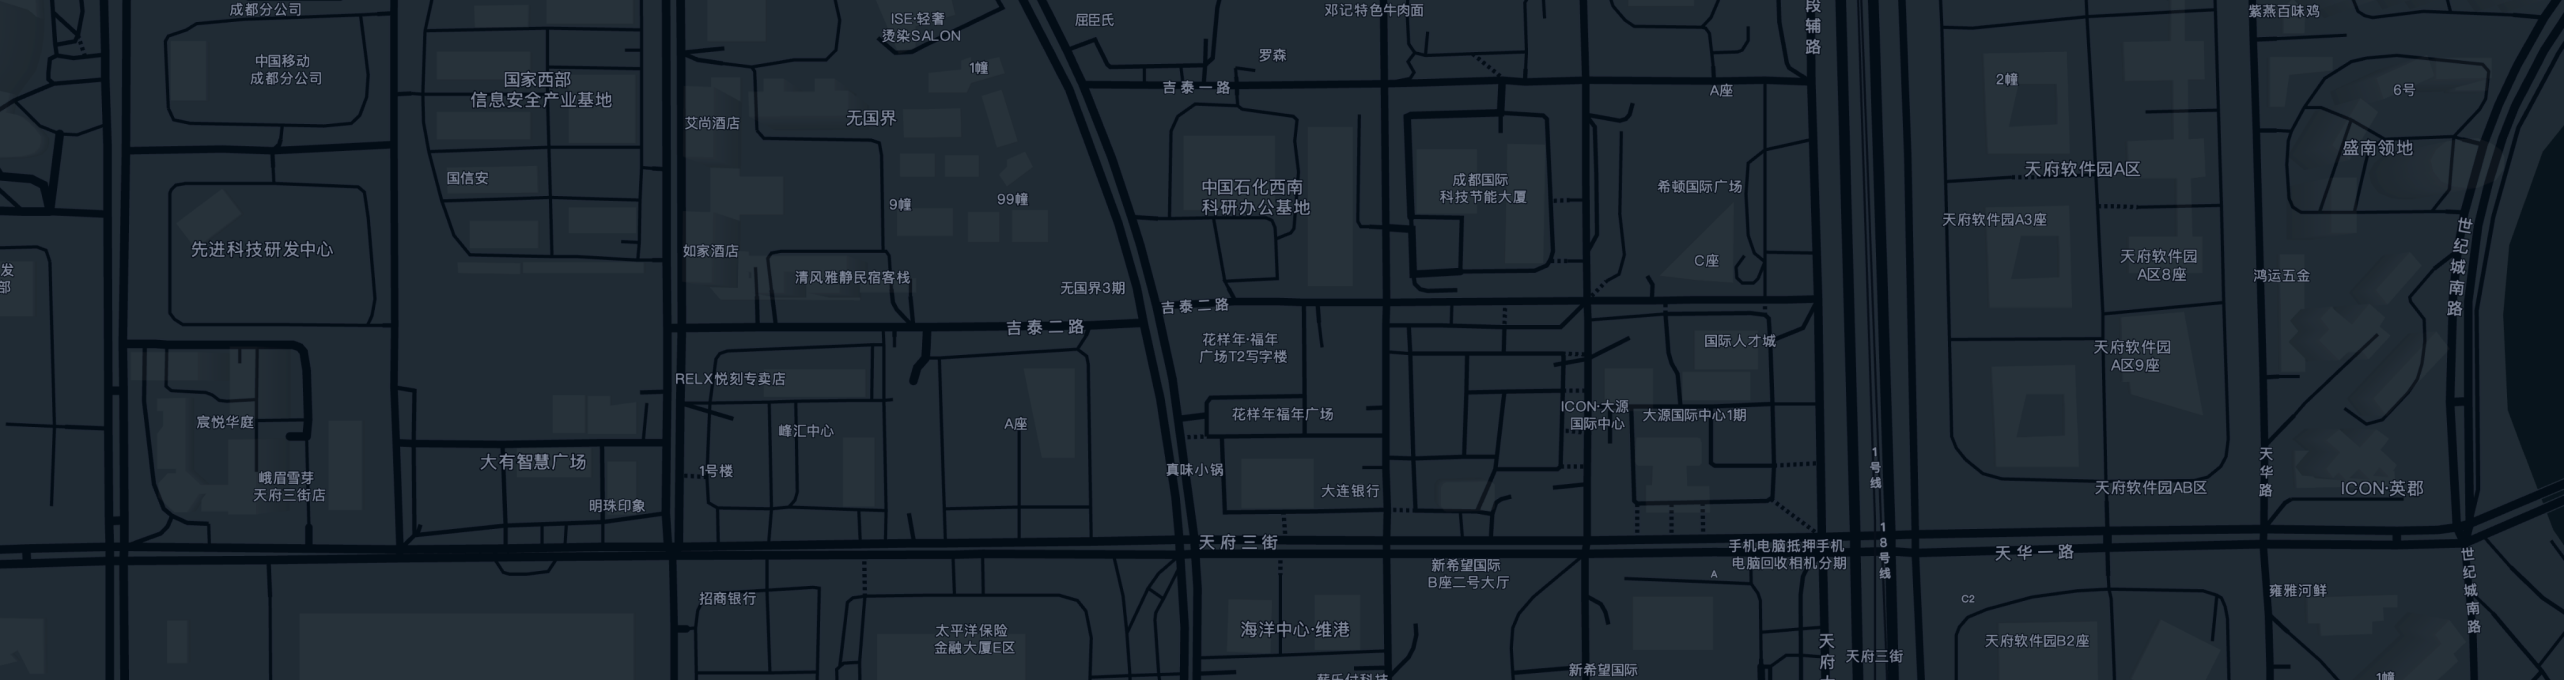 成都分公司
中国移动
成都分公司
国家西部
信息安全产业基地
国信安
先进科技研发中心
发
部
宸悦华庭
峨眉雪芽
天府三街店
大有智慧广场
明珠印象
ISE·轻奢
烫染SALON
1幢
艾尚酒店
无国界
9幢
99幢
如家酒店
清风雅静民宿客栈
无国界3期
吉泰二路
RELX悦刻专卖店
峰汇中心
A座
1号楼
招商银行
太平洋保险
金融大厦E区
屈臣氏
罗森
邓记特色牛肉面
吉泰一路
中国石化西南
科研办公基地
成都国际
科技节能大厦
吉泰二路
花样年·福年
广场T2写字楼
花样年福年广场
真味小锅
大连银行
天府三街
海洋中心·维港
新希望国际
B座二号大厅
新希望国际
段辅路
A座
希顿国际广场
C座
国际人才城
ICON·大源
国际中心
大源国际中心1期
手机电脑抵押手机
电脑回收相机分期
A
1号线
18号线
天府
天府三街
紫燕百味鸡
2幢
6号
天府软件园A区
盛南领地
天府软件园A3座
天府软件园
A区8座
鸿运五金
世纪城南路
天府软件园
A区9座
天华路
天府软件园AB区
ICON·英郡
天华一路
C2
天府软件园B2座
雍雅河鲜
世纪城南路
1幢